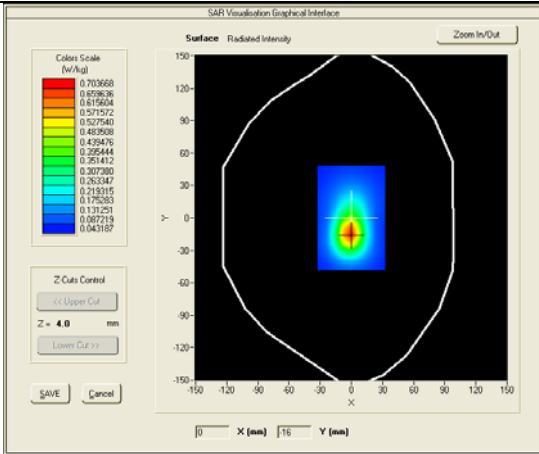 SAR Visualisation Graphical Interface
Surface Radiated Intensity
Zoom In/Out
Colors Scale
(W/kg)
0.703668
0.659636
0.615604
0.571572
0.527540
0.483508
0.439476
0.395444
0.351412
0.307380
0.263347
0.219315
0.175283
0.131251
0.087219
0.043187
150
120
90
60
30
0
-30
-60
-90
-120
-150
Y
-150 -120 -90 -60 -30 0 30 60 90 120 150
X
Z-Cuts Control
<< Upper Cut
Z = 4.0 mm
Lower Cut >>
SAVE Cancel
0 X (mm) -16 Y (mm)